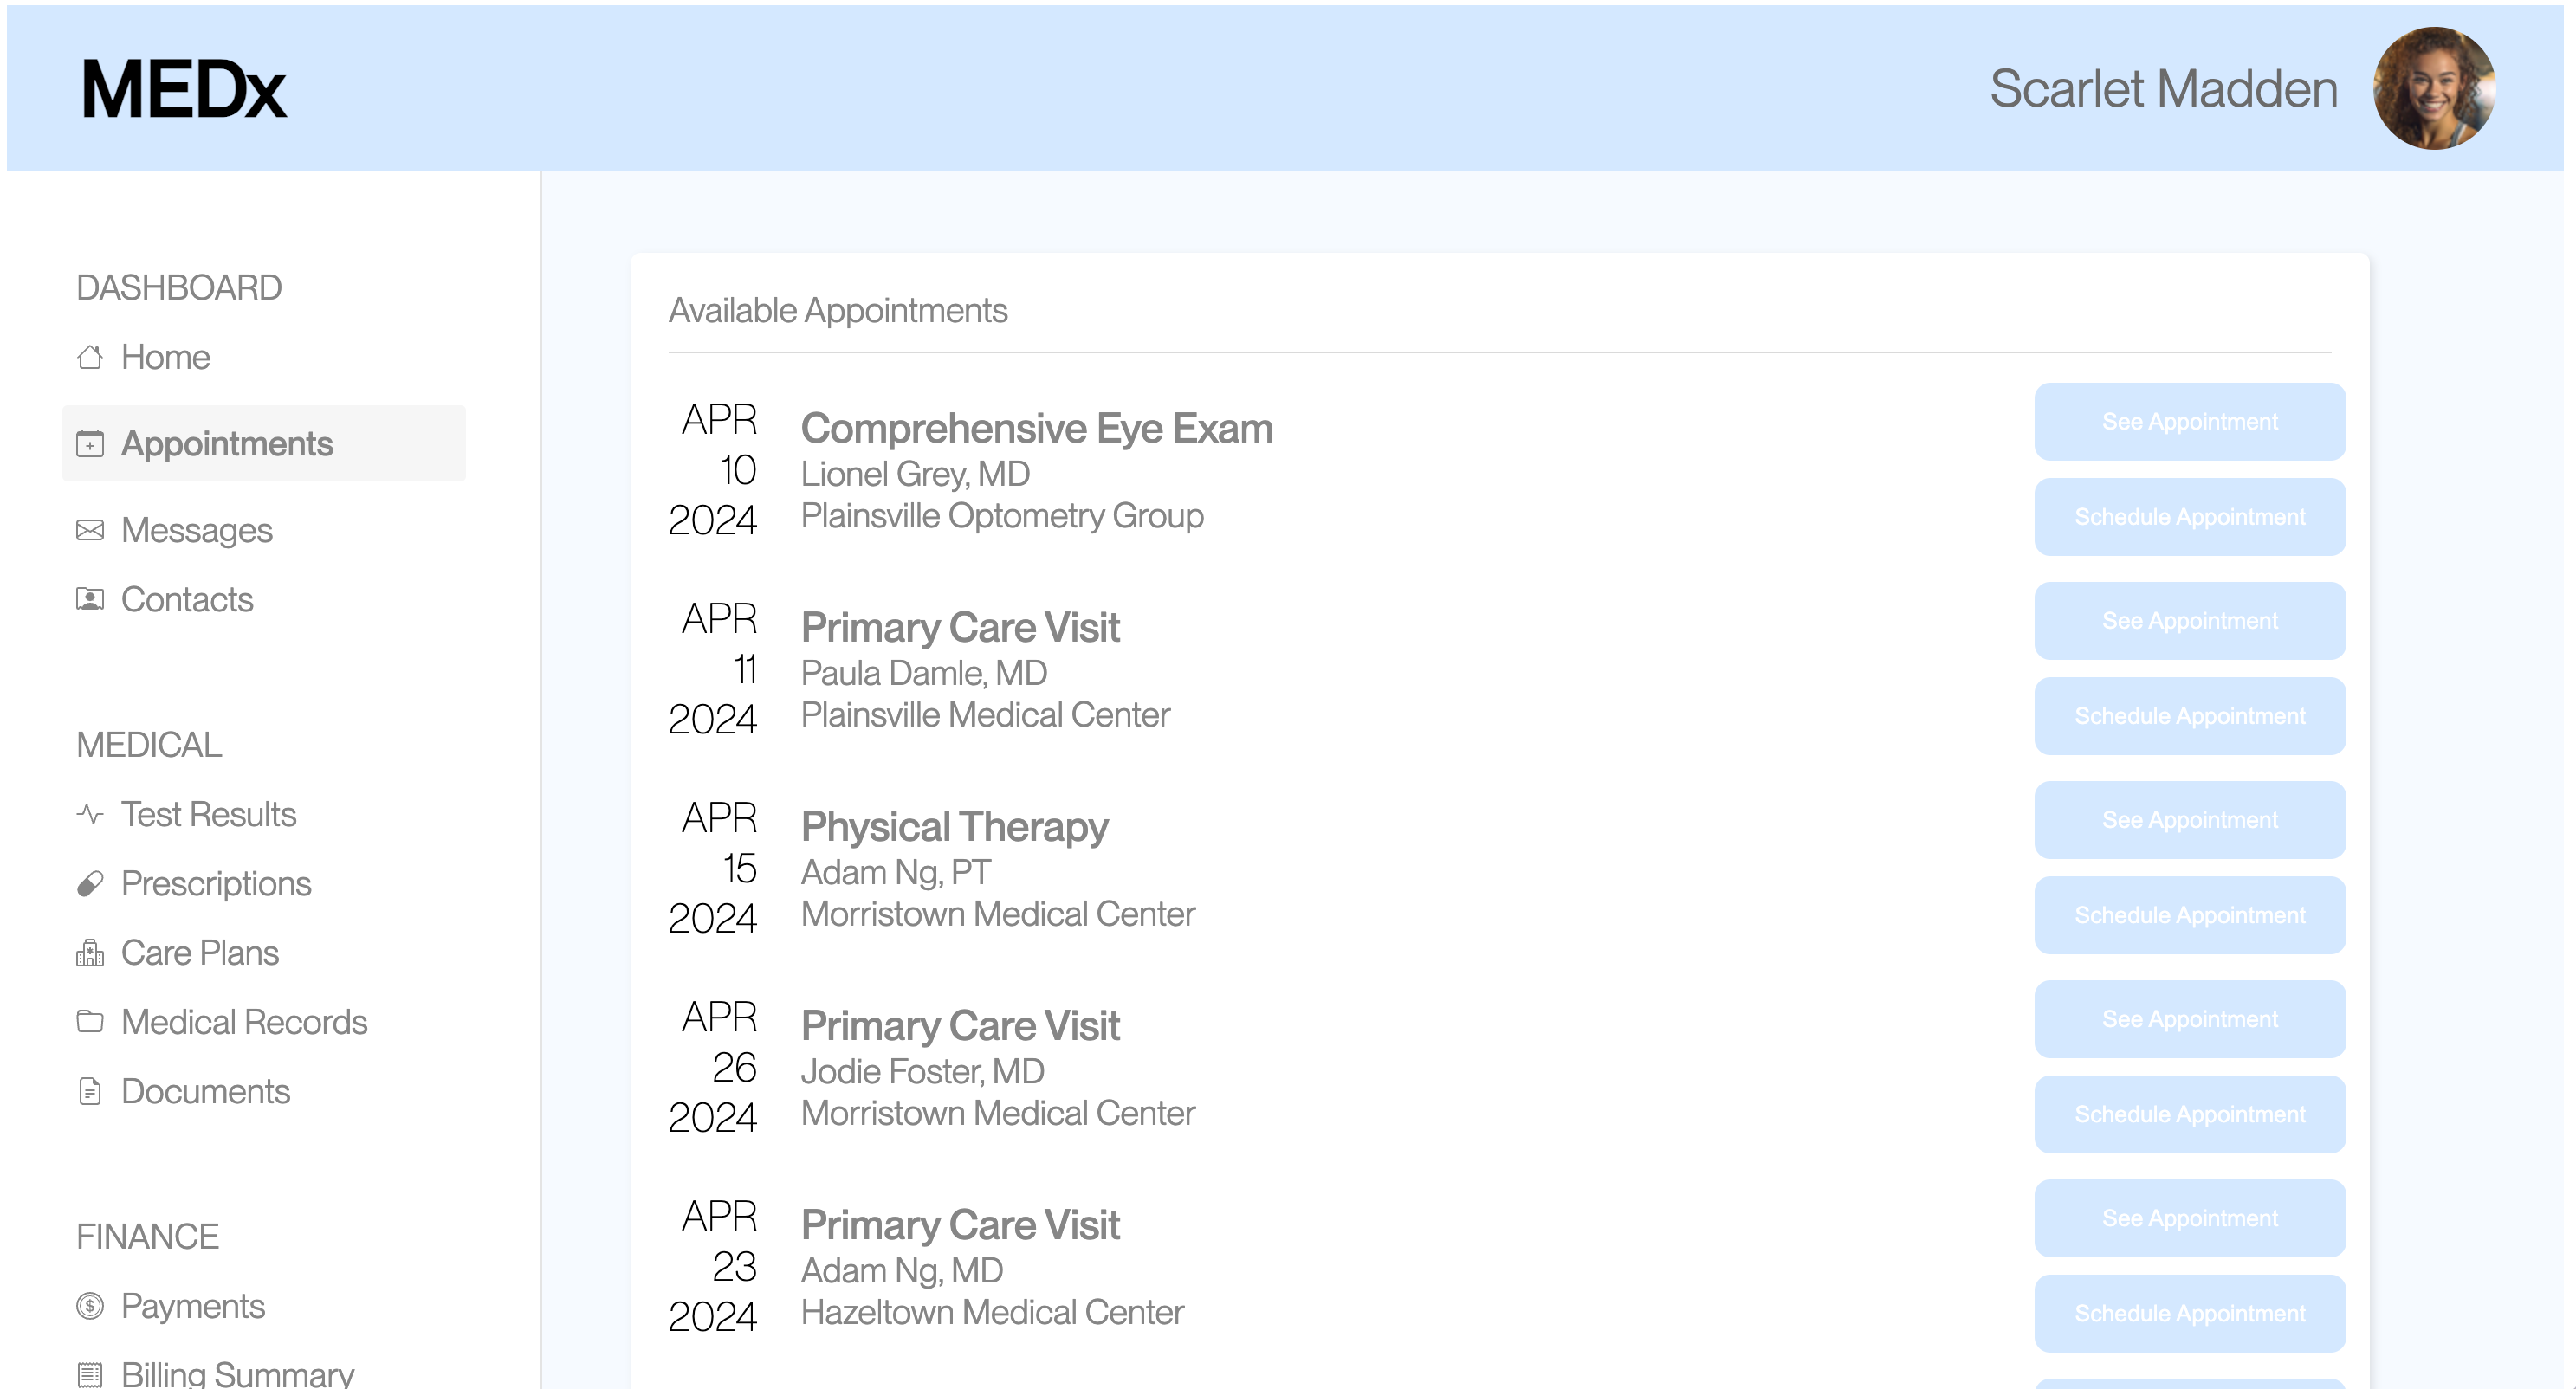 MEDx
Scarlet Madden
DASHBOARD
Home
Appointments
Messages
Contacts
MEDICAL
Test Results
Prescriptions
Care Plans
Medical Records
Documents
FINANCE
Payments
Billing Summary
Available Appointments
APR
10
2024
Comprehensive Eye Exam
Lionel Grey, MD
Plainsville Optometry Group
See Appointment
Schedule Appointment
APR
11
2024
Primary Care Visit
Paula Damle, MD
Plainsville Medical Center
See Appointment
Schedule Appointment
APR
15
2024
Physical Therapy
Adam Ng, PT
Morristown Medical Center
See Appointment
Schedule Appointment
APR
26
2024
Primary Care Visit
Jodie Foster, MD
Morristown Medical Center
See Appointment
Schedule Appointment
APR
23
2024
Primary Care Visit
Adam Ng, MD
Hazeltown Medical Center
See Appointment
Schedule Appointment